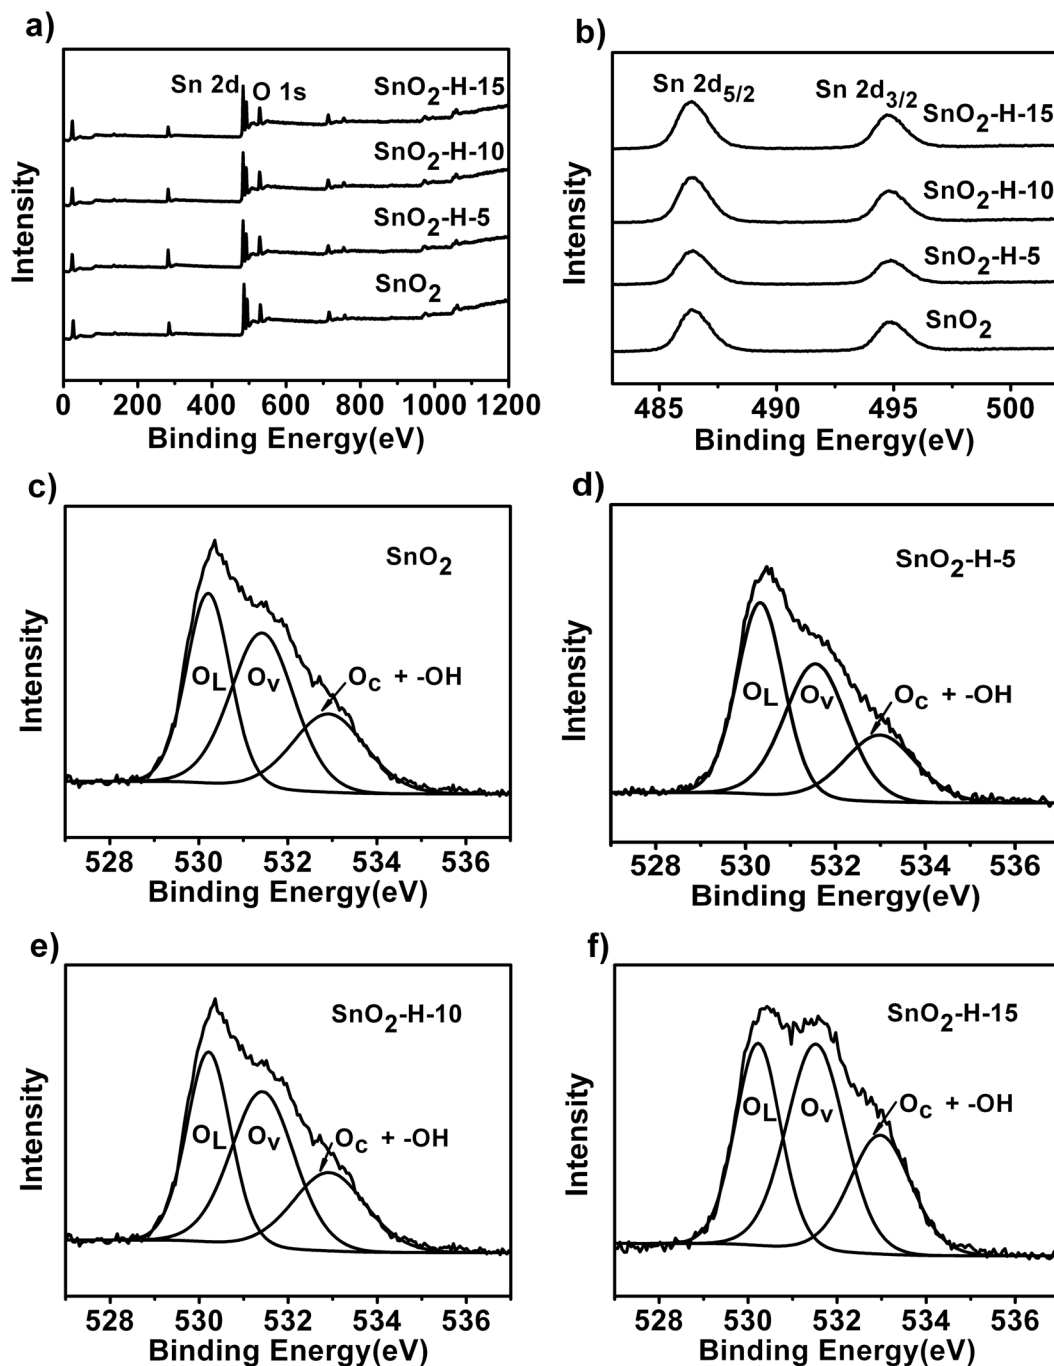 a)
Sn 2d
O 1s
SnO2-H-15
SnO2-H-10
SnO2-H-5
SnO2
Intensity
0 200 400 600 800 1000 1200
Binding Energy(eV)
b)
Sn 2d5/2
Sn 2d3/2
SnO2-H-15
SnO2-H-10
SnO2-H-5
SnO2
Intensity
485 490 495 500
Binding Energy(eV)
c)
SnO2
OL
Ov
Oc + -OH
Intensity
528 530 532 534 536
Binding Energy(eV)
d)
SnO2-H-5
OL
Ov
Oc + -OH
Intensity
528 530 532 534 536
Binding Energy(eV)
e)
SnO2-H-10
OL
Ov
Oc + -OH
Intensity
528 530 532 534 536
Binding Energy(eV)
f)
SnO2-H-15
OL
Ov
Oc + -OH
Intensity
528 530 532 534 536
Binding Energy(eV)